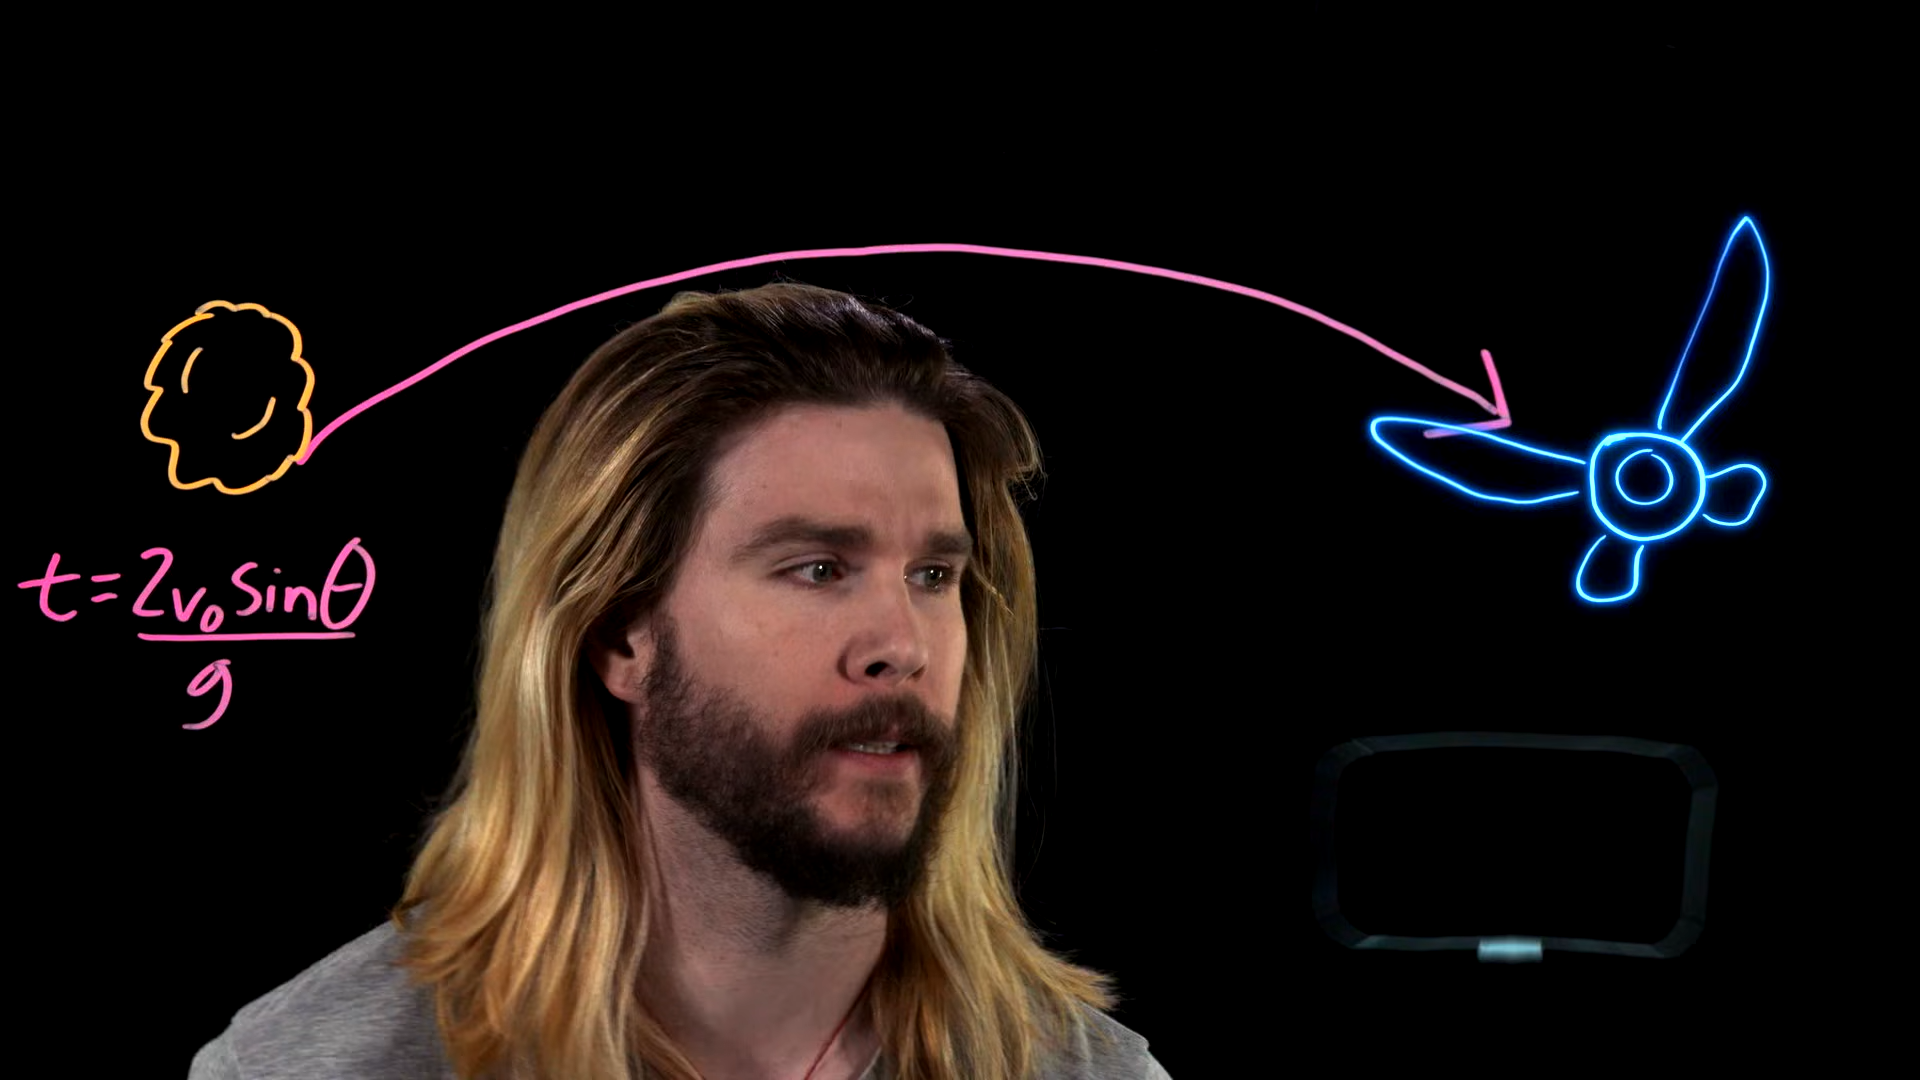 t = 2v₀sinθ
g